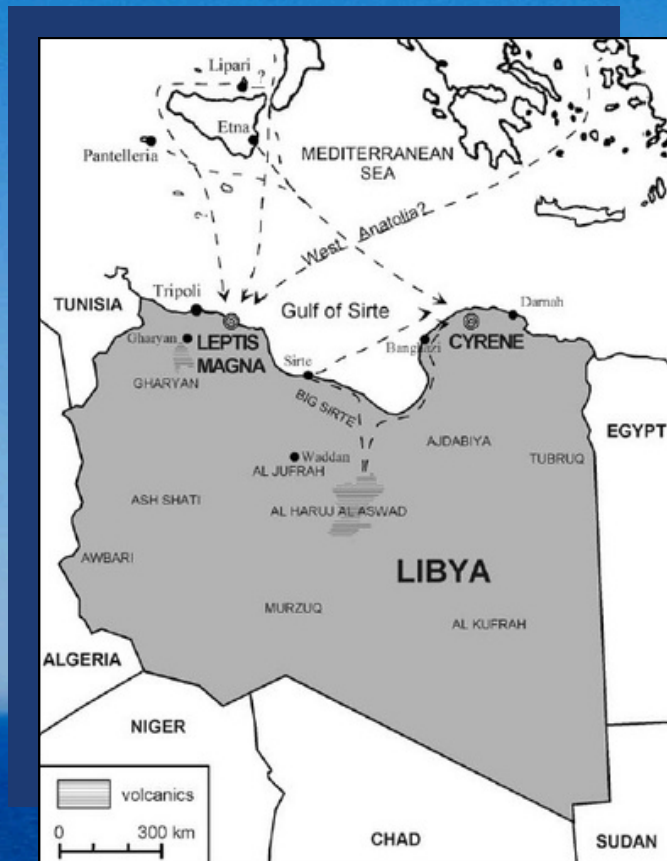 Lipari
?
Etna
Pantelleria
MEDITERRANEAN
SEA
?
West Anatolia?
TUNISIA
Tripoli
Gulf of Sirte
Darnah
Gharyan
LEPTIS
MAGNA
Banghazi
CYRENE
GHARYAN
Sirte
BIG SIRTE
EGYPT
AJDABIYA
TUBRUQ
Waddan
AL JUFRAH
ASH SHATI
AL HARUJ AL ASWAD
AWBARI
LIBYA
MURZUQ
AL KUFRAH
ALGERIA
NIGER
volcanics
0 300 km
CHAD
SUDAN